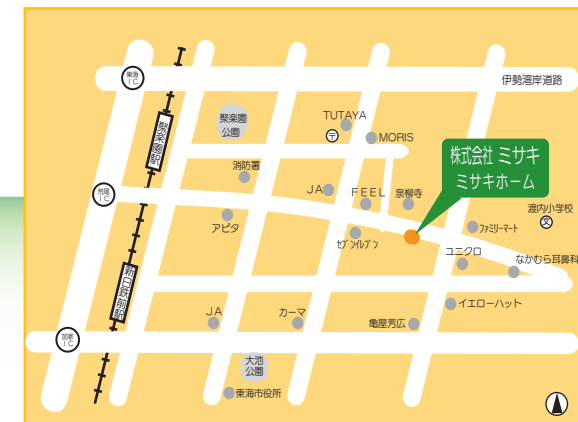 東海
IC
伊勢湾岸道路
聚楽園駅
聚楽園
公園
TUTAYA
〒
MORIS
株式会社 ミサキ
ミサキホーム
消防署
荒尾
IC
JA
FEEL
泉柳寺
渡内小学校
文
アピタ
セブンイレブン
ファミリーマート
ユニクロ
なかむら耳鼻科
新日鉄前駅
イエローハット
JA
カーマ
亀屋芳広
加家
IC
大池
公園
東海市役所